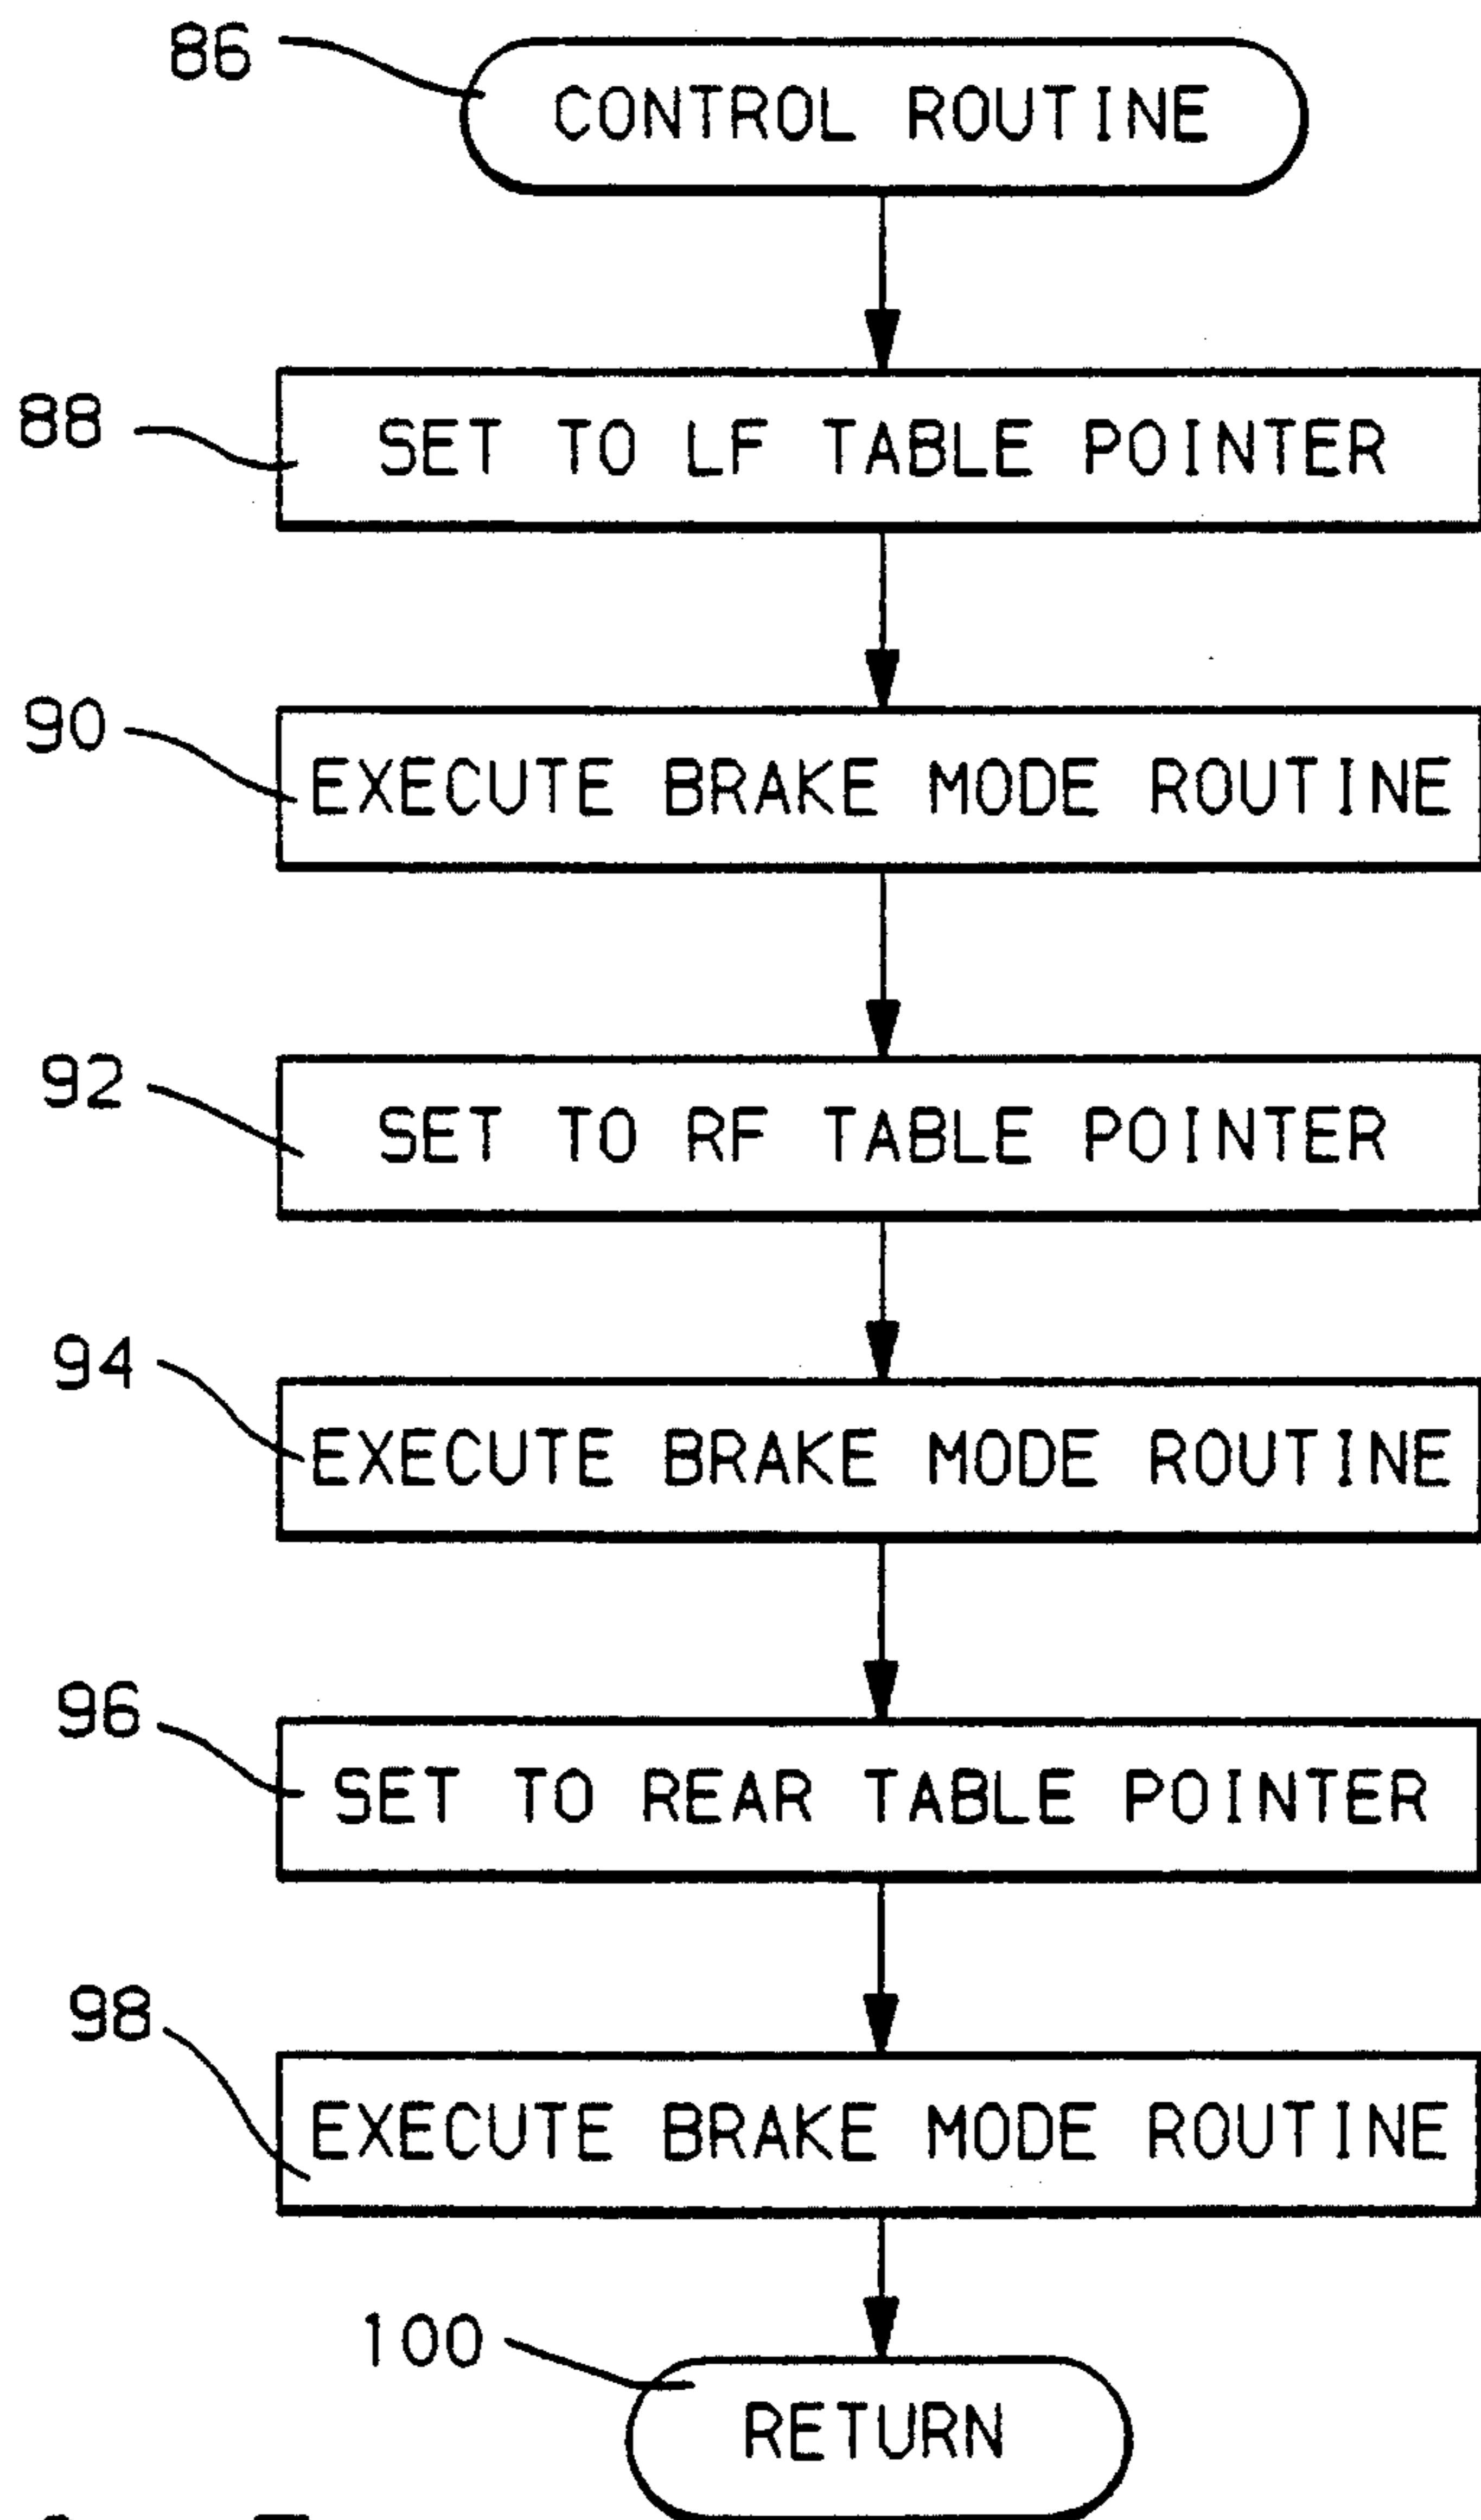 86
CONTROL ROUTINE
88
SET TO LF TABLE POINTER
90
EXECUTE BRAKE MODE ROUTINE
92
SET TO RF TABLE POINTER
94
EXECUTE BRAKE MODE ROUTINE
96
SET TO REAR TABLE POINTER
98
EXECUTE BRAKE MODE ROUTINE
100
RETURN